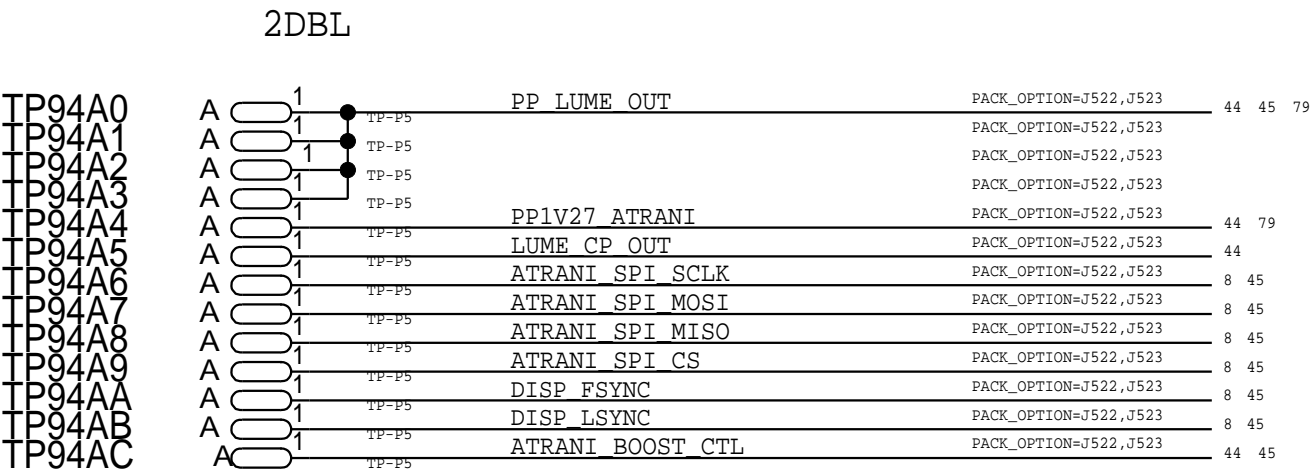 2DBL
TP94A0 A 1 TP-P5 PP_LUME_OUT PACK_OPTION=J522,J523 44 45 79
TP94A1 A 1 TP-P5 PACK_OPTION=J522,J523
TP94A2 A 1 TP-P5 PACK_OPTION=J522,J523
TP94A3 A 1 TP-P5 PACK_OPTION=J522,J523
TP94A4 A 1 TP-P5 PP1V27_ATRANI PACK_OPTION=J522,J523 44 79
TP94A5 A 1 TP-P5 LUME_CP_OUT PACK_OPTION=J522,J523 44
TP94A6 A 1 TP-P5 ATRANI_SPI_SCLK PACK_OPTION=J522,J523 8 45
TP94A7 A 1 TP-P5 ATRANI_SPI_MOSI PACK_OPTION=J522,J523 8 45
TP94A8 A 1 TP-P5 ATRANI_SPI_MISO PACK_OPTION=J522,J523 8 45
TP94A9 A 1 TP-P5 ATRANI_SPI_CS PACK_OPTION=J522,J523 8 45
TP94AA A 1 TP-P5 DISP_FSYNC PACK_OPTION=J522,J523 8 45
TP94AB A 1 TP-P5 DISP_LSYNC PACK_OPTION=J522,J523 8 45
TP94AC A 1 TP-P5 ATRANI_BOOST_CTL PACK_OPTION=J522,J523 44 45